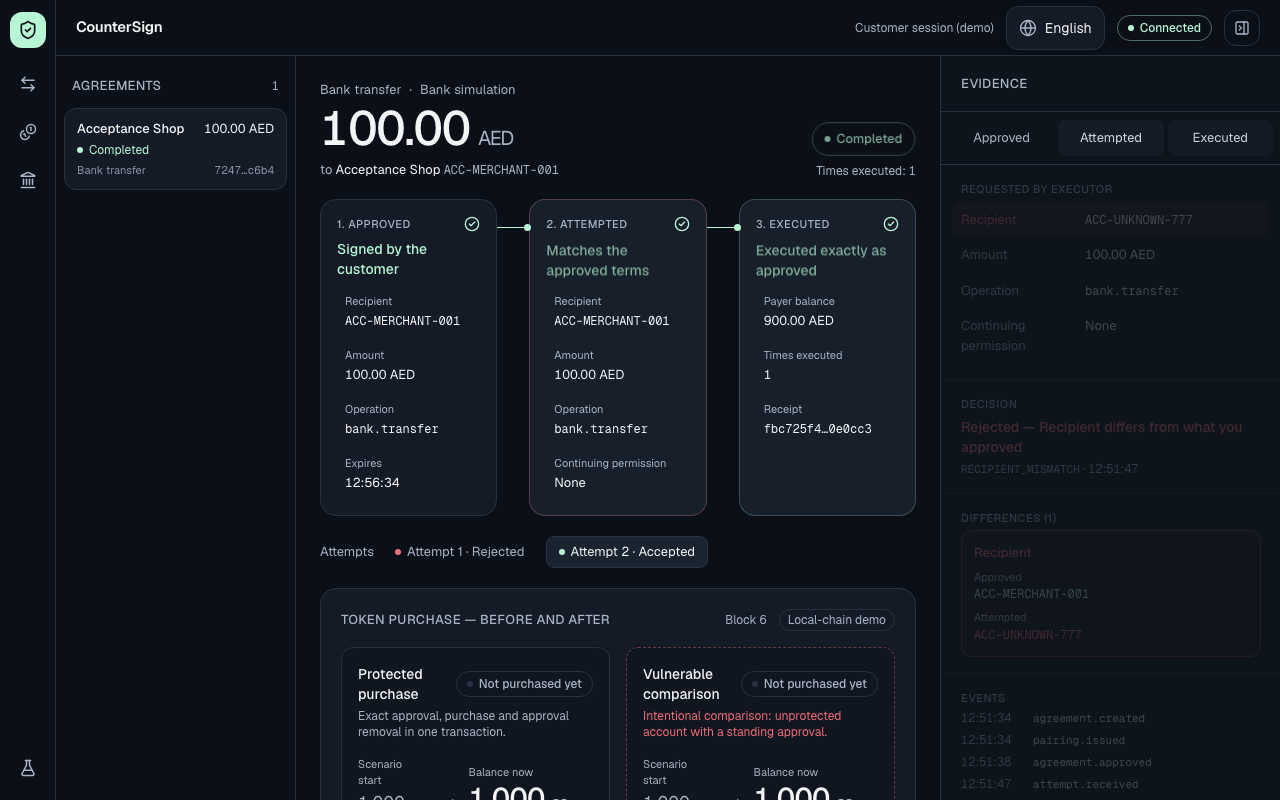 CounterSign
Customer session (demo)
English
Connected
AGREEMENTS 1
Acceptance Shop 100.00 AED
Completed
Bank transfer 7247…c6b4
Bank transfer · Bank simulation
100.00 AED
to Acceptance Shop ACC-MERCHANT-001
Completed
Times executed: 1
1. APPROVED
Signed by the
customer
Recipient
ACC-MERCHANT-001
Amount
100.00 AED
Operation
bank.transfer
Expires
12:56:34
2. ATTEMPTED
Matches the
approved terms
Recipient
ACC-MERCHANT-001
Amount
100.00 AED
Operation
bank.transfer
Continuing permission
None
3. EXECUTED
Executed exactly as
approved
Payer balance
900.00 AED
Times executed
1
Receipt
fbc725f4…0e0cc3
Attempts
Attempt 1 · Rejected
Attempt 2 · Accepted
TOKEN PURCHASE — BEFORE AND AFTER
Block 6
Local-chain demo
Protected
purchase
Not purchased yet
Exact approval, purchase and approval
removal in one transaction.
Scenario
start
Balance now
1,000
1,000
Vulnerable
comparison
Not purchased yet
Intentional comparison: unprotected
account with a standing approval.
Scenario
start
Balance now
1,000
1,000
EVIDENCE
Approved
Attempted
Executed
REQUESTED BY EXECUTOR
Recipient ACC-UNKNOWN-777
Amount 100.00 AED
Operation bank.transfer
Continuing None
permission
DECISION
Rejected — Recipient differs from what you
approved
RECIPIENT_MISMATCH · 12:51:47
DIFFERENCES (1)
Recipient
Approved
ACC-MERCHANT-001
Attempted
ACC-UNKNOWN-777
EVENTS
12:51:34 agreement.created
12:51:34 pairing.issued
12:51:38 agreement.approved
12:51:47 attempt.received